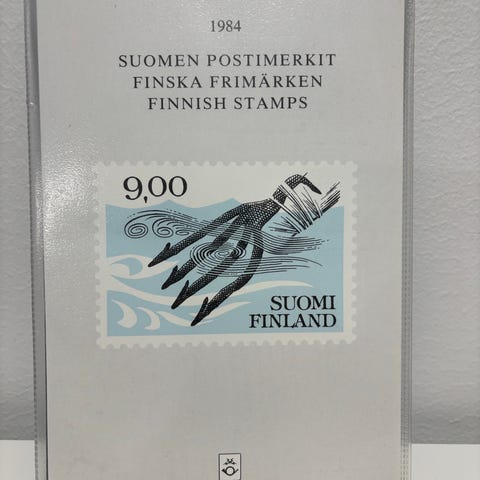 1984
SUOMEN POSTIMERKIT
FINSKA FRIMÄRKEN
FINNISH STAMPS
9,00
SUOMI
FINLAND